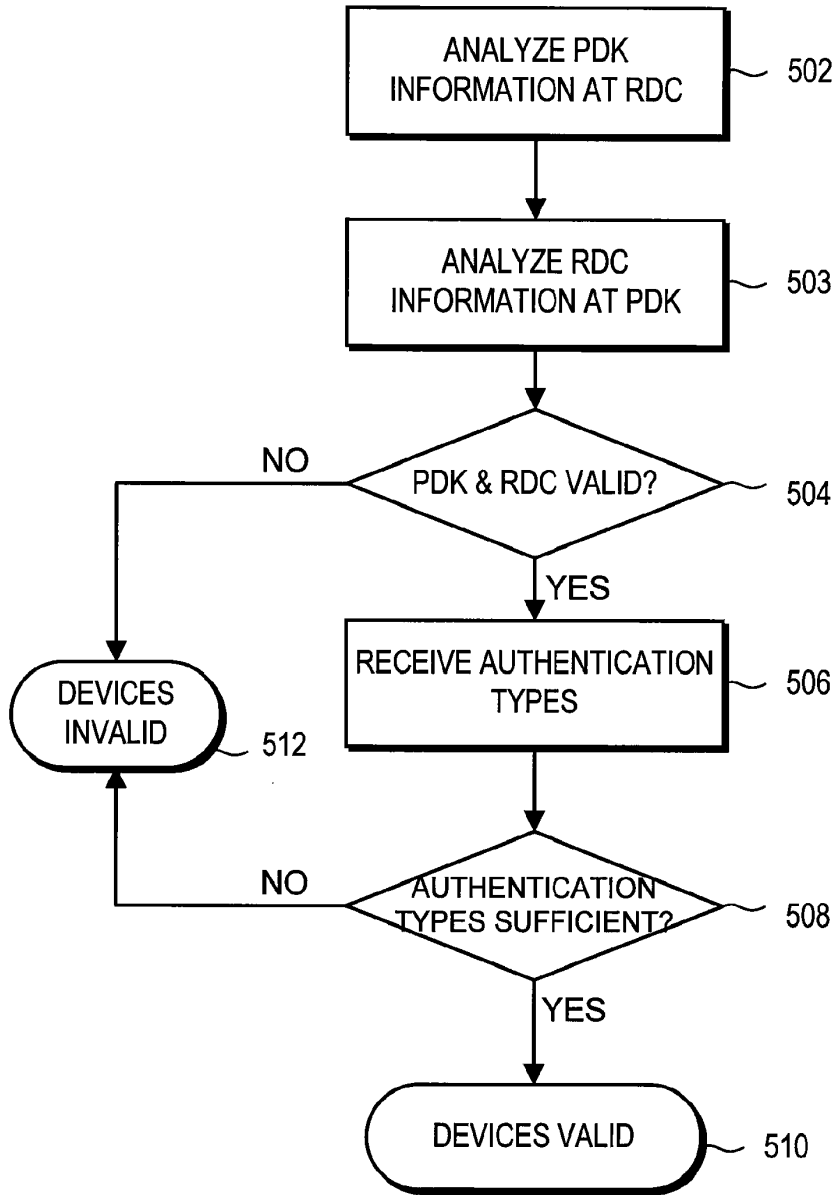 ANALYZE PDK
INFORMATION AT RDC
502
ANALYZE RDC
INFORMATION AT PDK
503
NO
PDK & RDC VALID?
504
YES
RECEIVE AUTHENTICATION
TYPES
506
DEVICES
INVALID
512
NO
AUTHENTICATION
TYPES SUFFICIENT?
508
YES
DEVICES VALID
510